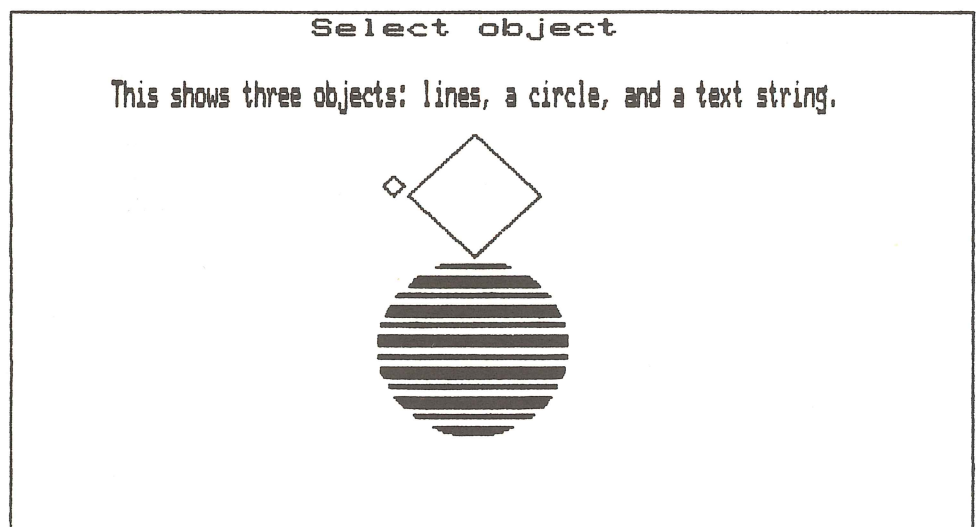 Select object
This shows three objects: lines, a circle, and a text string.